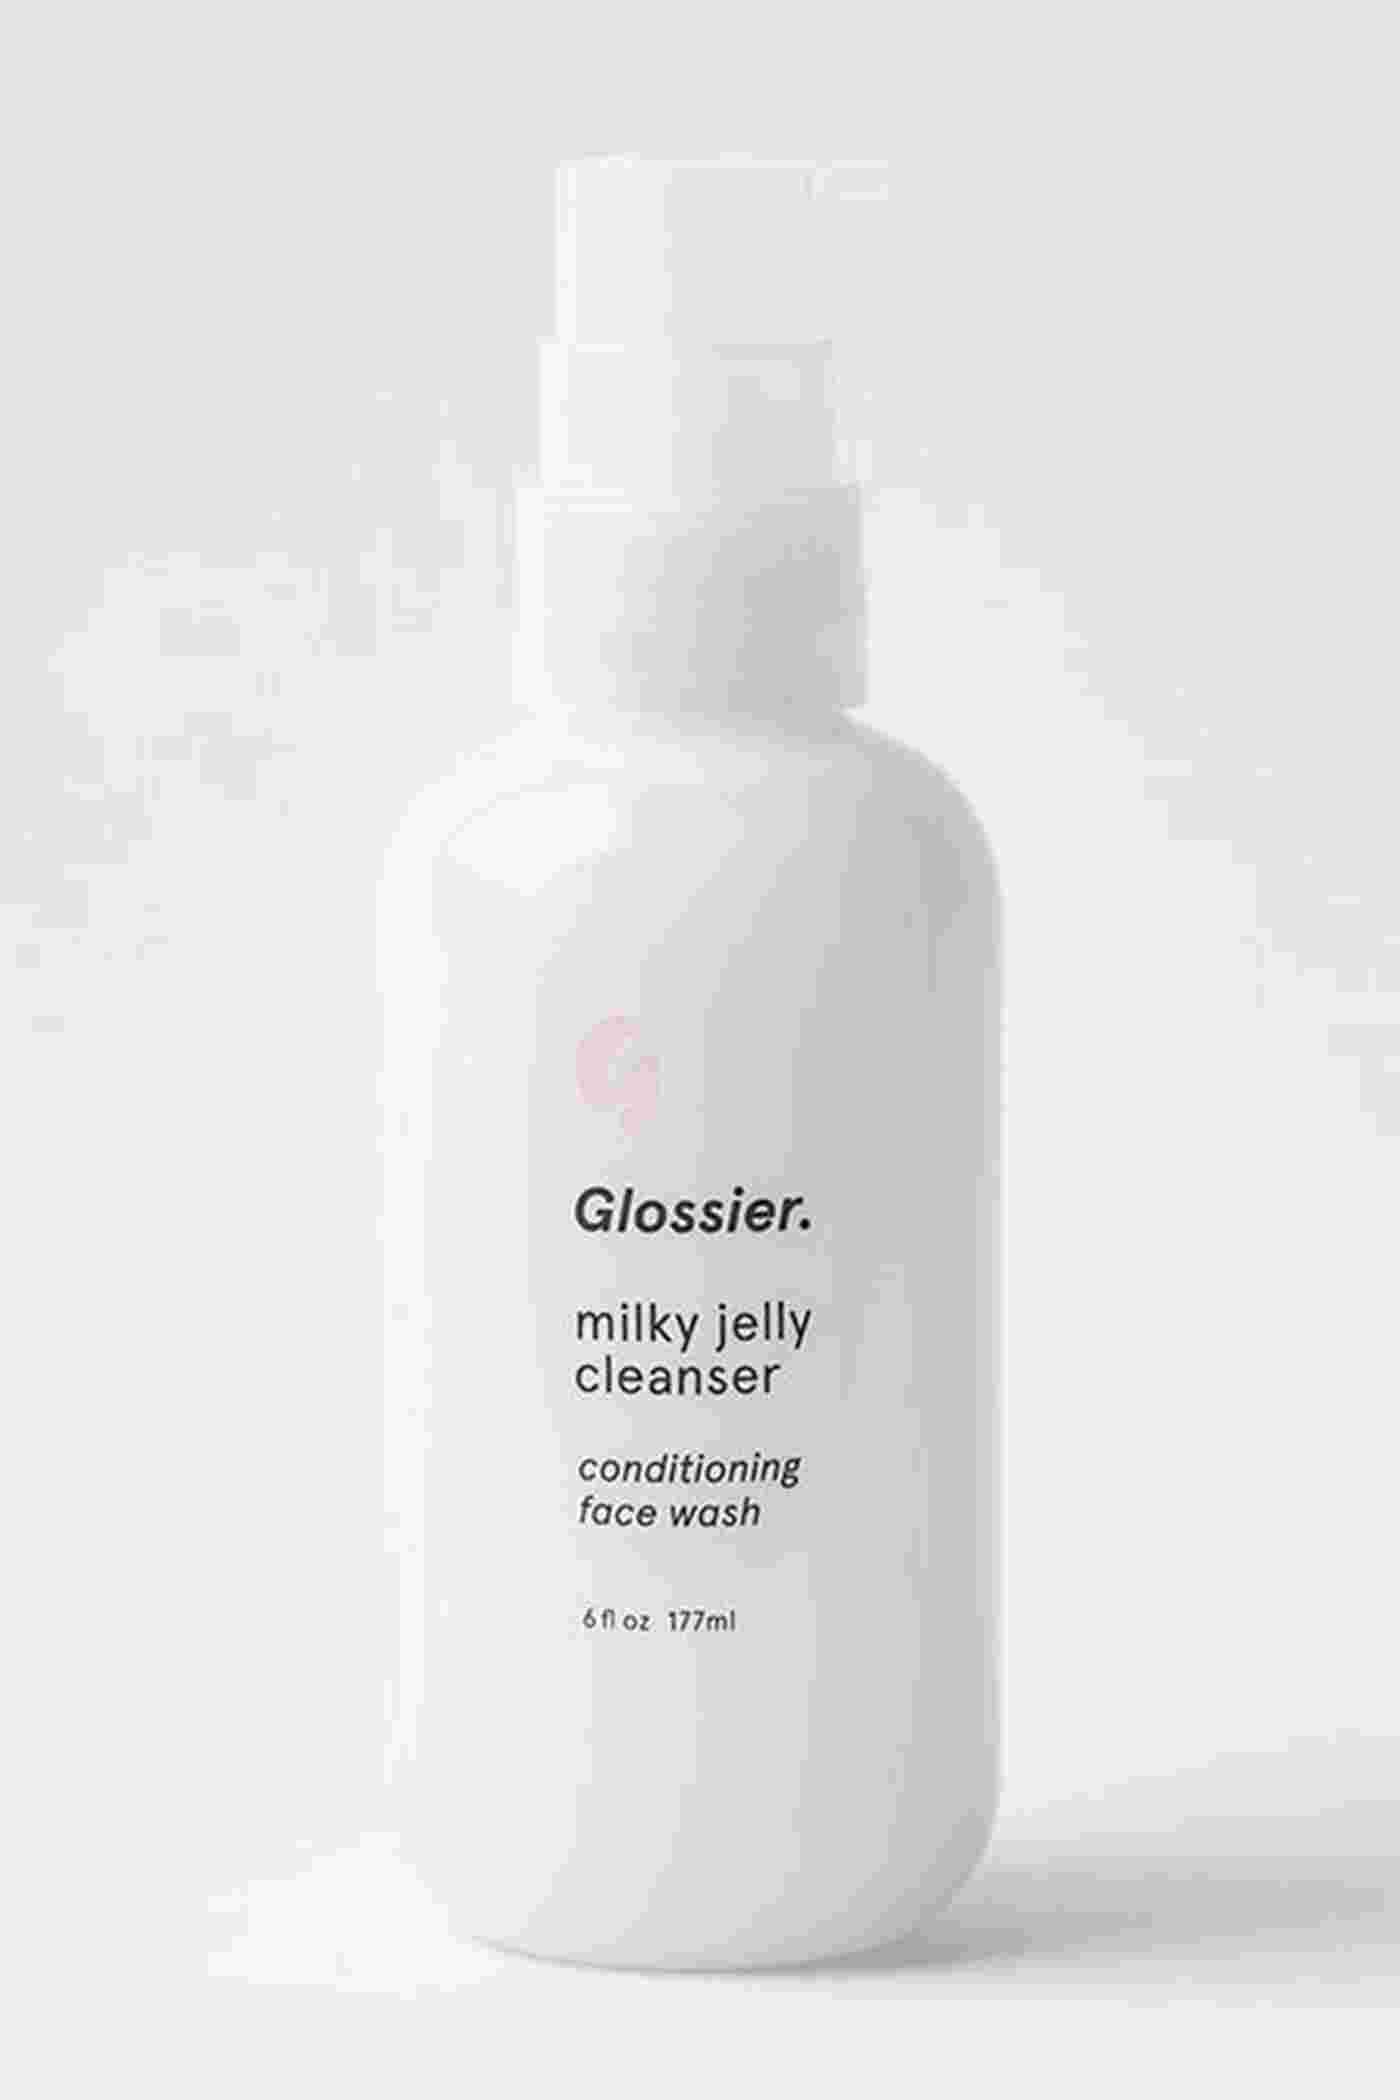 G
Glossier.
milky jelly
cleanser
conditioning
face wash
6 fl oz 177ml